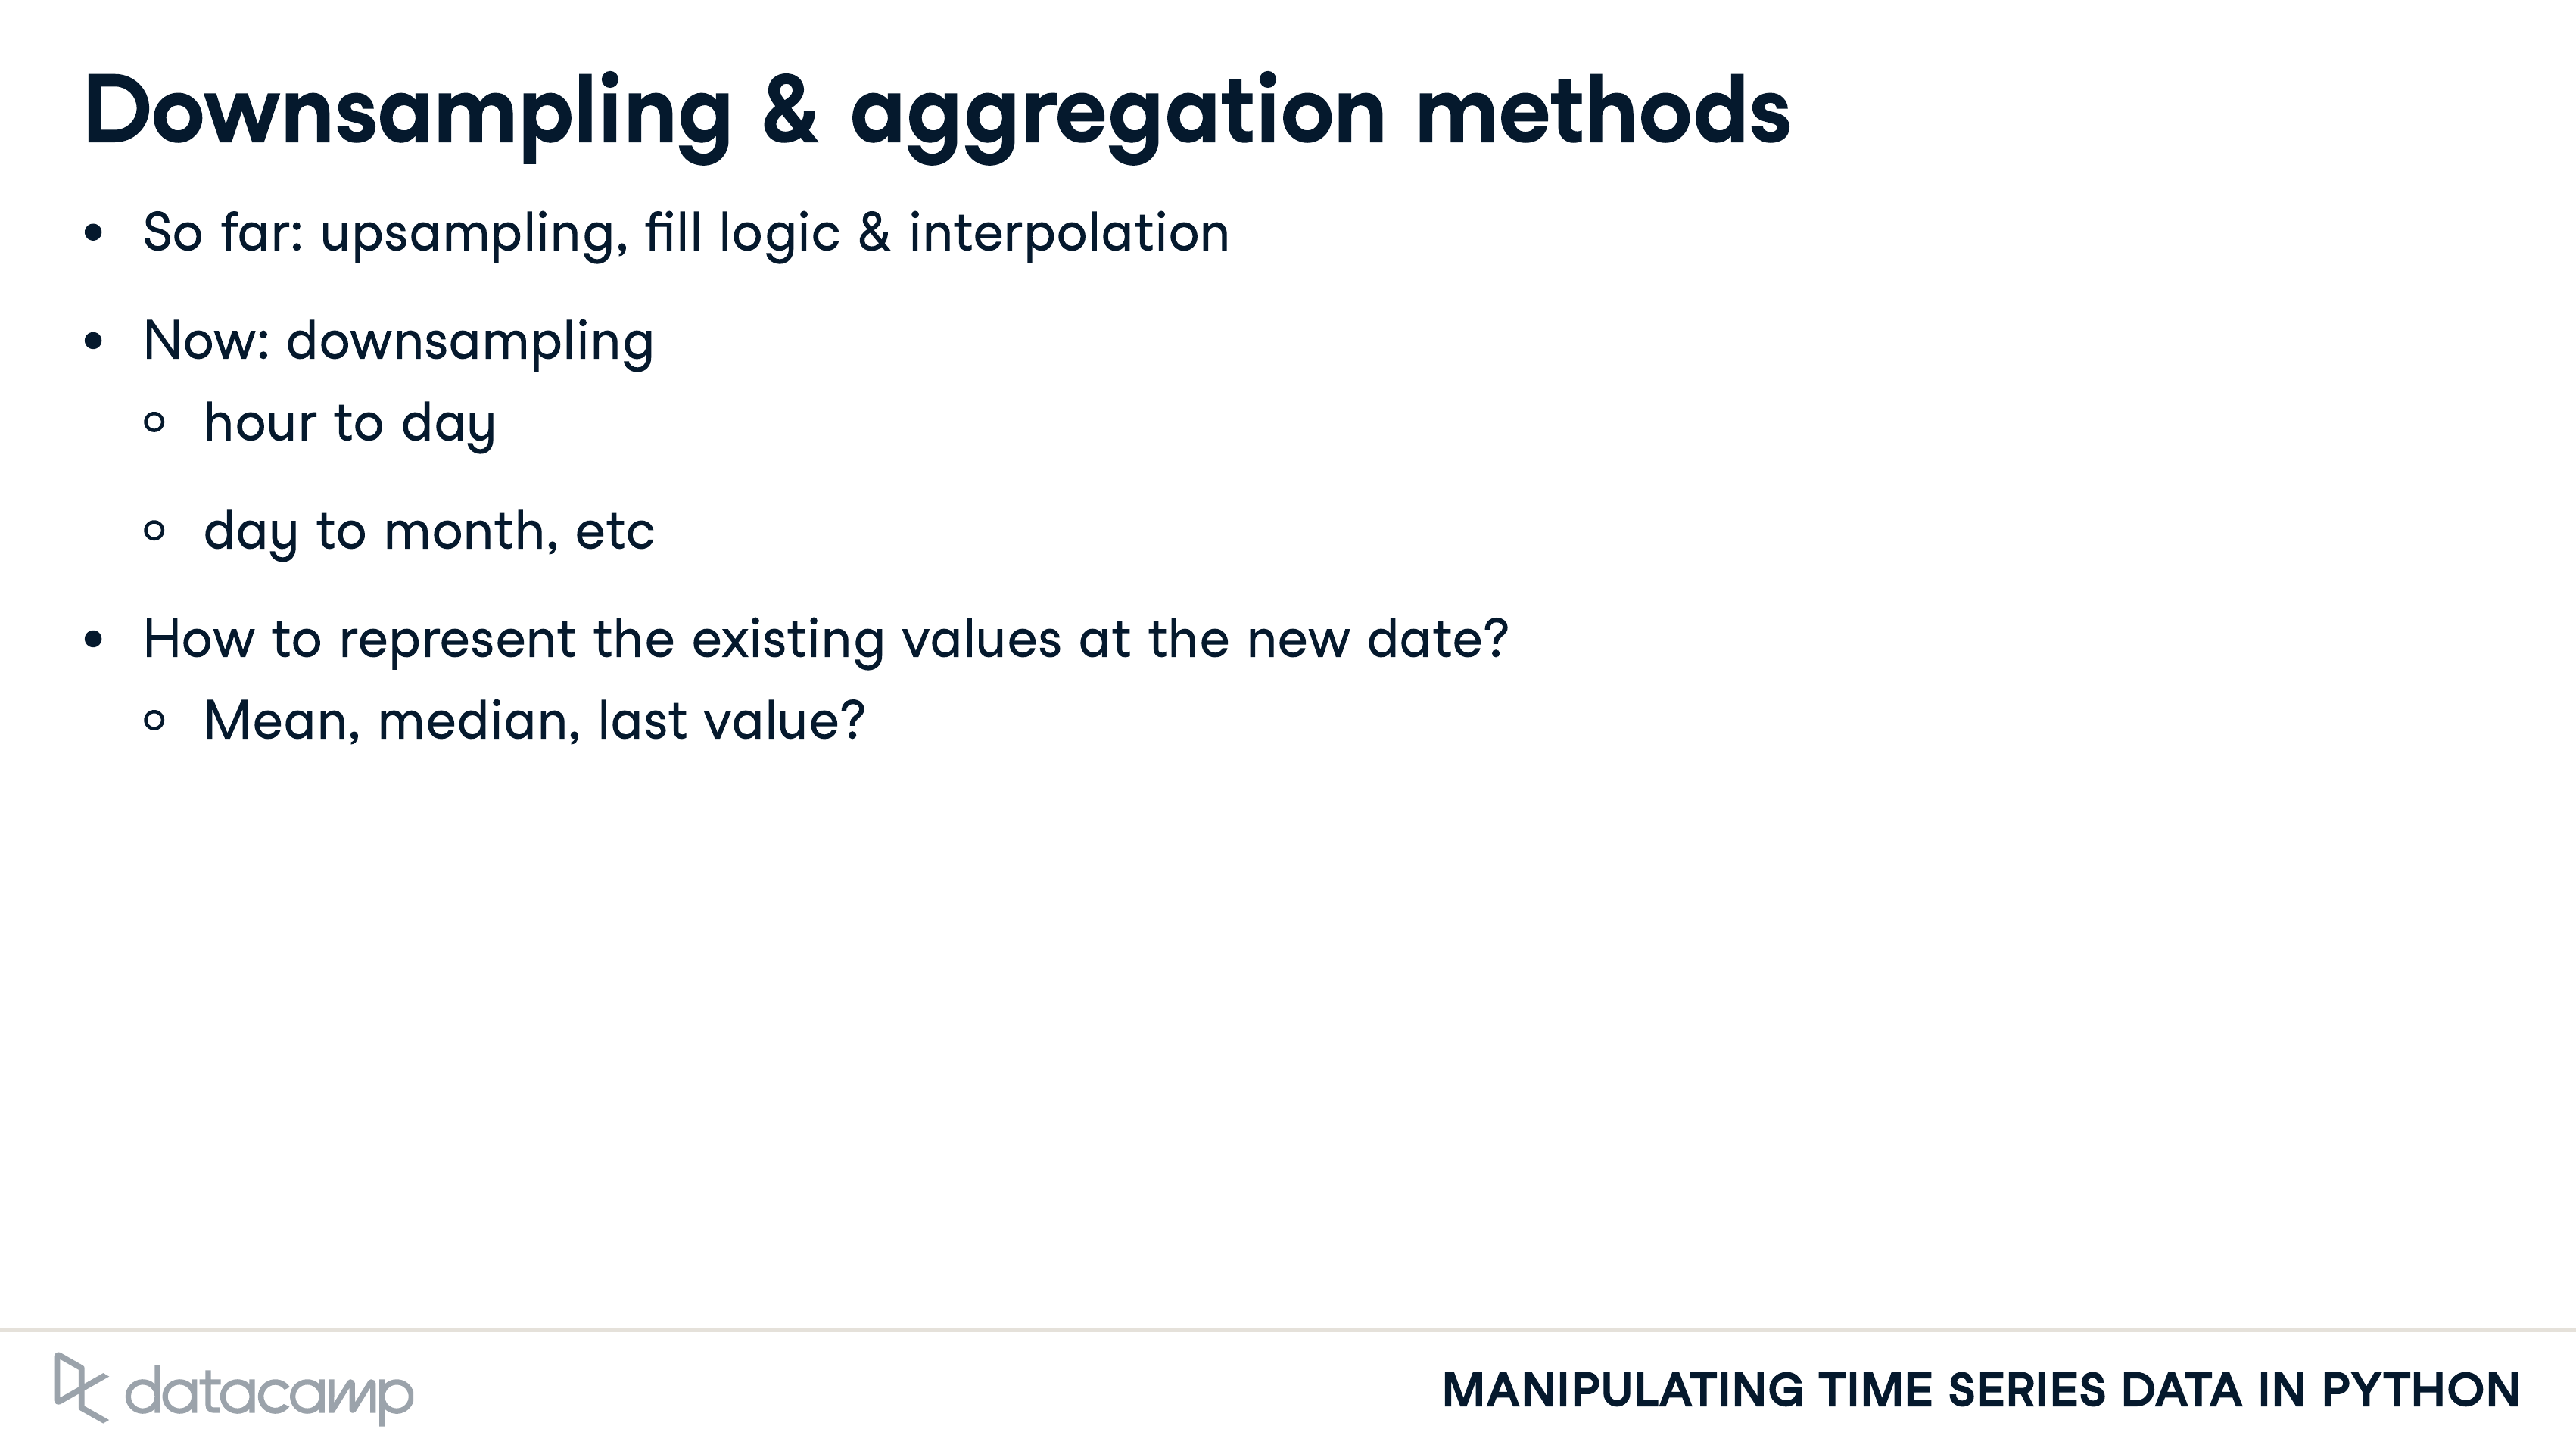 Downsampling & aggregation methods
So far: upsampling, fill logic & interpolation
Now: downsampling
hour to day
day to month, etc
How to represent the existing values at the new date?
Mean, median, last value?
datacamp
MANIPULATING TIME SERIES DATA IN PYTHON